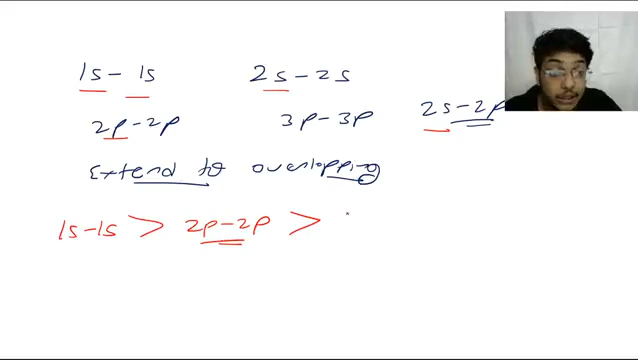 1s - 1s 2s - 2s
2p - 2p 3p - 3p 2s - 2p
Extend to overlapping
1s - 1s > 2p - 2p >